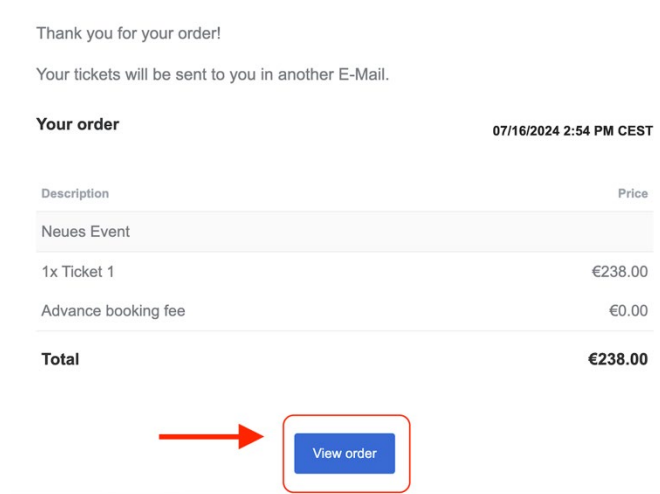 Thank you for your order!
Your tickets will be sent to you in another E-Mail.
Your order 07/16/2024 2:54 PM CEST
Description Price
Neues Event
1x Ticket 1 €238.00
Advance booking fee €0.00
Total €238.00
View order